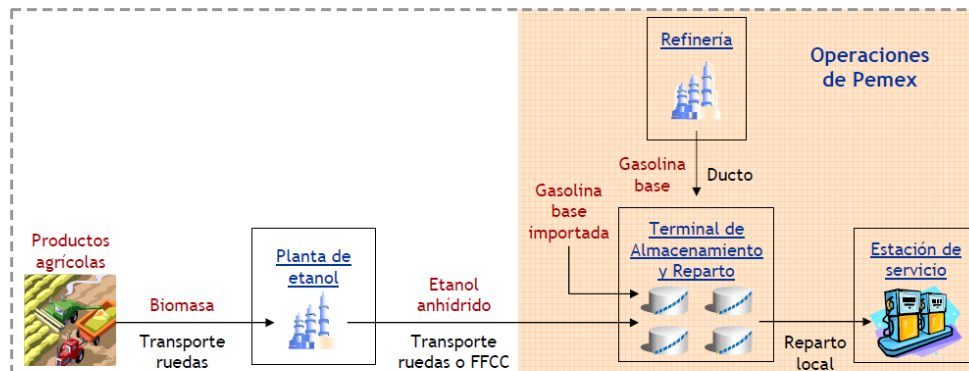 Refinería
Operaciones
de Pemex
Gasolina
base
Ducto
Gasolina
base
importada
Terminal de
Almacenamiento
y Reparto
Estación de
servicio
Productos
agrícolas
Planta de
etanol
Biomasa
Transporte
ruedas
Etanol
anhídrido
Transporte
ruedas o FFCC
Reparto
local